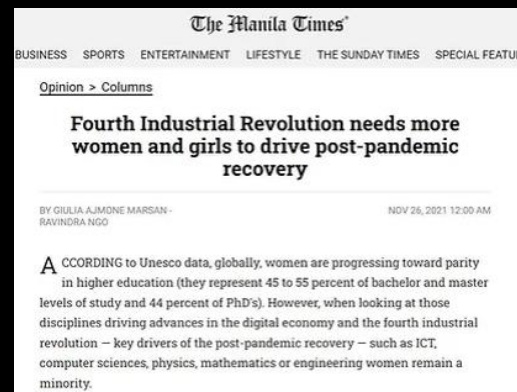 The Manila Times
BUSINESS SPORTS ENTERTAINMENT LIFESTYLE THE SUNDAY TIMES SPECIAL FEATU
Opinion > Columns
Fourth Industrial Revolution needs more
women and girls to drive post-pandemic
recovery
BY GIULIA AJMONE MARSAN - NOV 26, 2021 12:00 AM
RAVINDRA NGO
ACCORDING to Unesco data, globally, women are progressing toward parity
in higher education (they represent 45 to 55 percent of bachelor and master
levels of study and 44 percent of PhD's). However, when looking at those
disciplines driving advances in the digital economy and the fourth industrial
revolution — key drivers of the post-pandemic recovery — such as ICT,
computer sciences, physics, mathematics or engineering women remain a
minority.